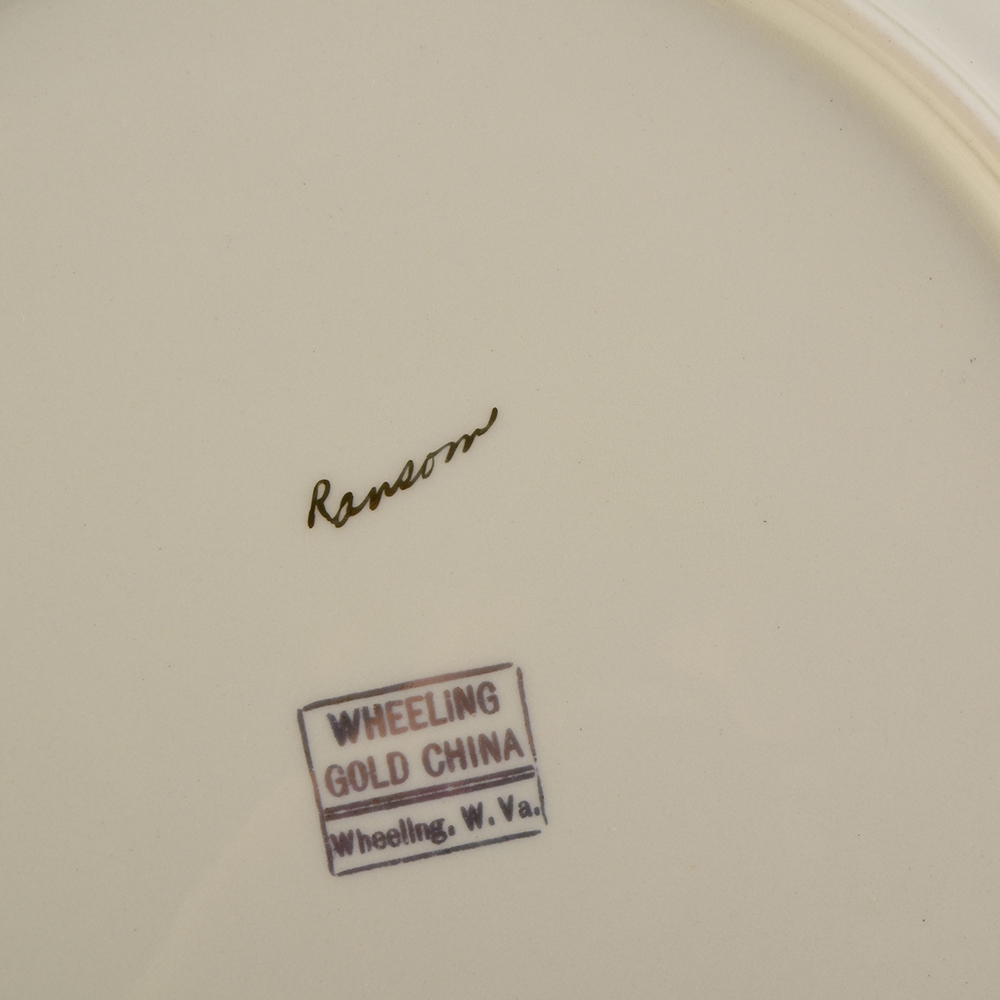 Ransom
WHEELING
GOLD CHINA
Wheeling, W. Va.